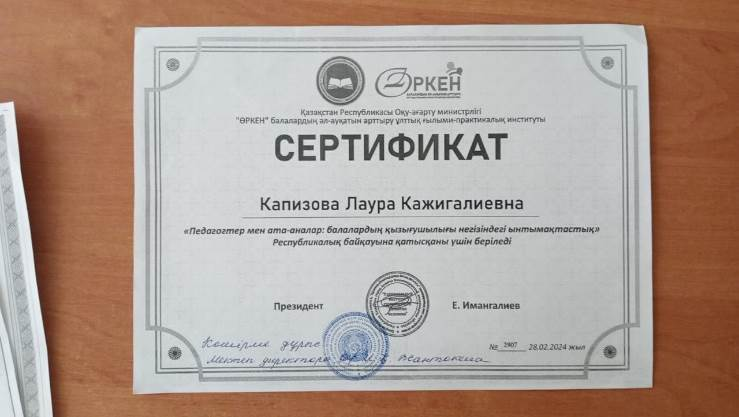 ӨРКЕН
Қазақстан Республикасы Оқу-ағарту министрлігі
"ӨРКЕН" балалардың әл-ауқатын арттыру ұлттық ғылыми-практикалық институты
СЕРТИФИКАТ
Капизова Лаура Кажигалиевна
«Педагогтер мен ата-аналар: балалардың қызығушылығы негізіндегі ынтымақтастық»
Республикалық байқауына қатысқаны үшін беріледі
Президент Е. Имангалиев
Көшірме дұрыс
№ 2907 28.02.2024 жыл
Мектеп директоры